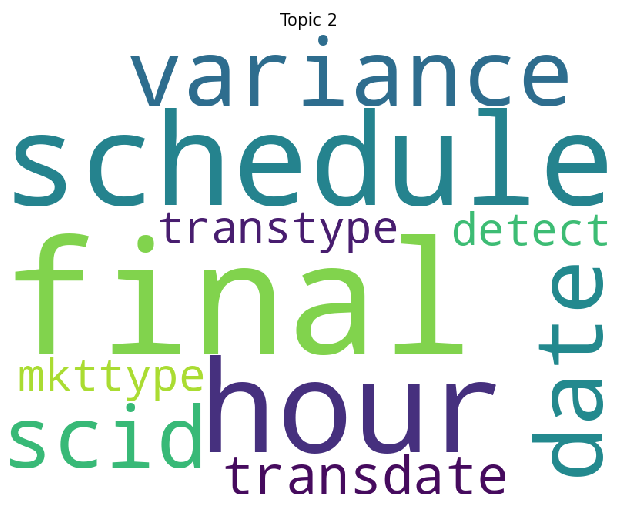 Topic 2
variance
schedule
transtype detect
final
date
mkttype
hour
scid
transdate